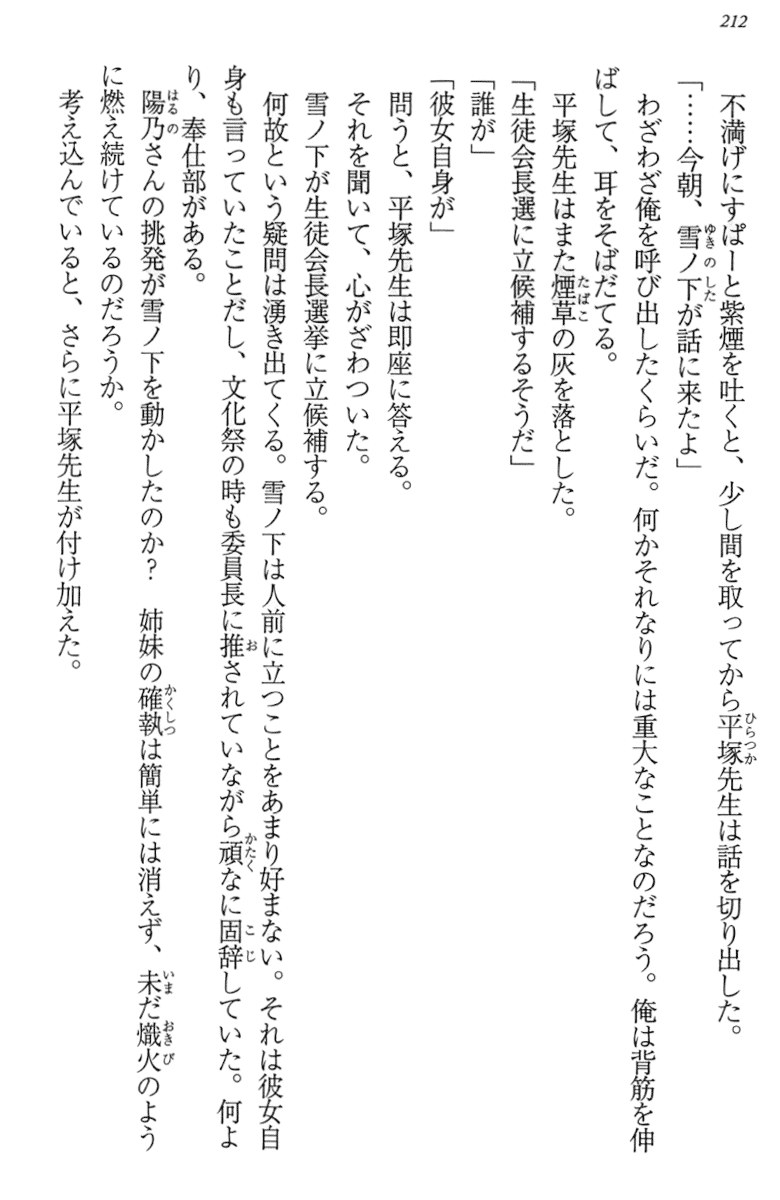 212
不満げにすぱーと紫煙を吐くと、少し間を取ってから平塚先生は話を切り出した。
「……今朝、雪ノ下が話に来たよ」
わざわざ俺を呼び出したくらいだ。何かそれなりには重大なことなのだろう。俺は背筋を伸
ばして、耳をそばだてる。
平塚先生はまた煙草の灰を落とした。
「生徒会長選に立候補するそうだ」
「誰が」
「彼女自身が」
問うと、平塚先生は即座に答える。
それを聞いて、心がざわついた。
雪ノ下が生徒会長選挙に立候補する。
何故という疑問は湧き出てくる。雪ノ下は人前に立つことをあまり好まない。それは彼女自
身も言っていたことだし、文化祭の時も委員長に推されていながら頑なに固辞していた。何よ
り、奉仕部がある。
陽乃さんの挑発が雪ノ下を動かしたのか？　姉妹の確執は簡単には消えず、未だ熾火のよう
に燃え続けているのだろうか。
考え込んでいると、さらに平塚先生が付け加えた。